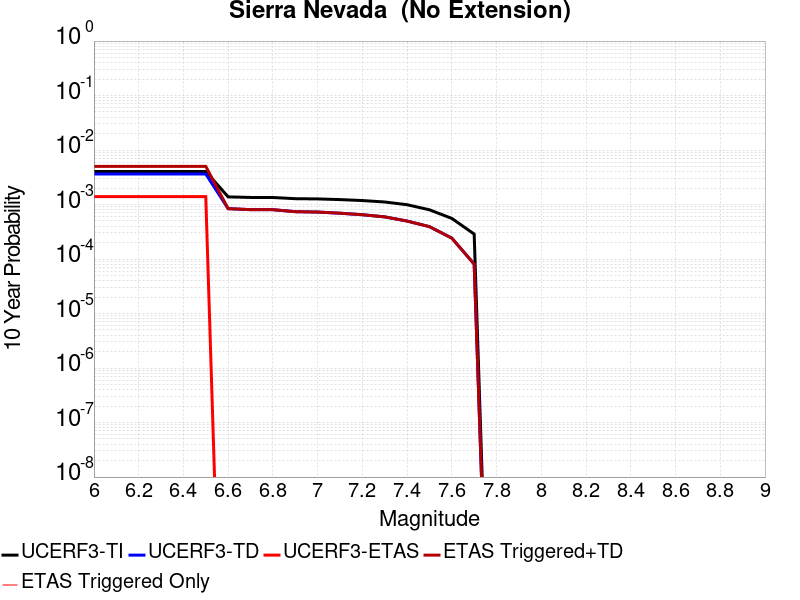 Sierra Nevada  (No Extension)
10 Year Probability
10^0
10^-1
10^-2
10^-3
10^-4
10^-5
10^-6
10^-7
10^-8
6 6.2 6.4 6.6 6.8 7 7.2 7.4 7.6 7.8 8 8.2 8.4 8.6 8.8 9
Magnitude
UCERF3-TI UCERF3-TD UCERF3-ETAS ETAS Triggered+TD
ETAS Triggered Only